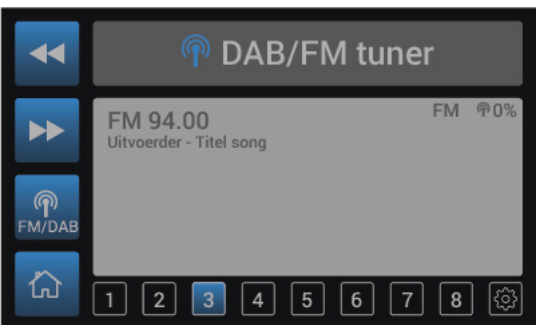 DAB/FM tuner
FM 94.00
FM 0%
Uitvoerder - Titel song
FM/DAB
1 2 3 4 5 6 7 8